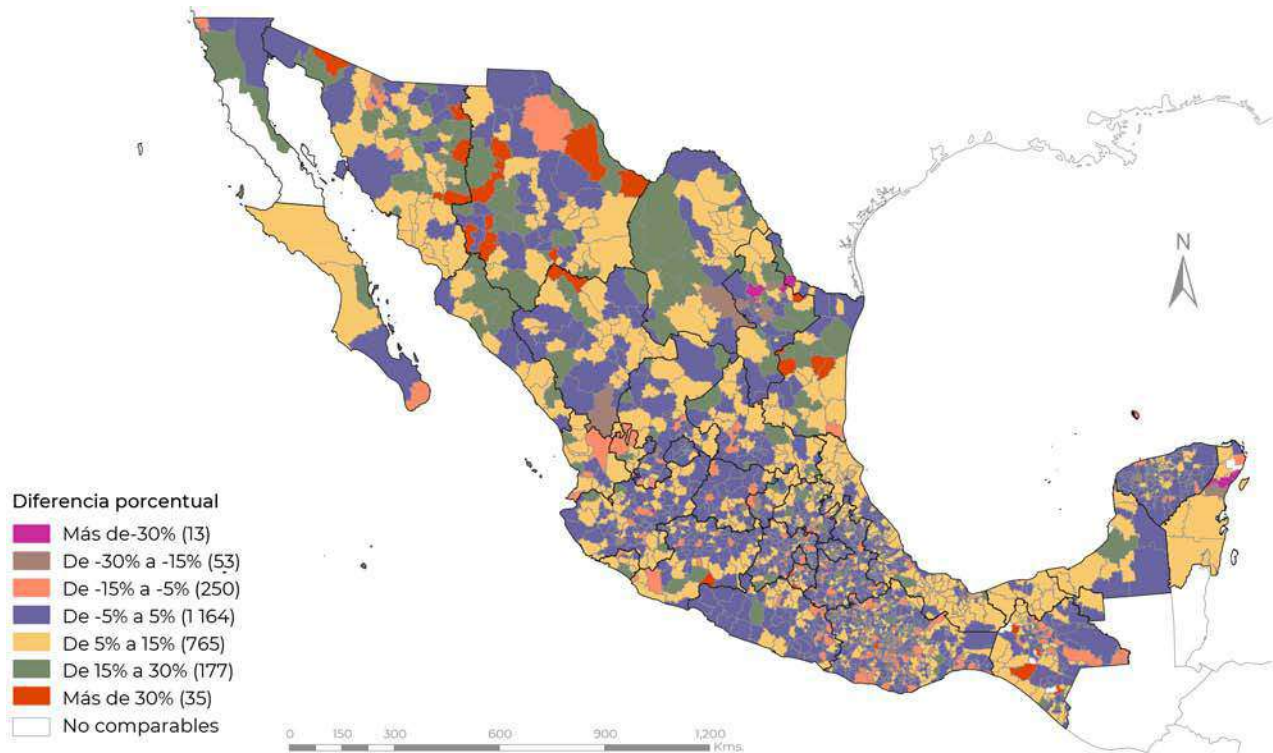 N
Diferencia porcentual
Más de-30% (13)
De -30% a -15% (53)
De -15% a -5% (250)
De -5% a 5% (1 164)
De 5% a 15% (765)
De 15% a 30% (177)
Más de 30% (35)
No comparables
0 150 300 600 900 1,200
Kms.